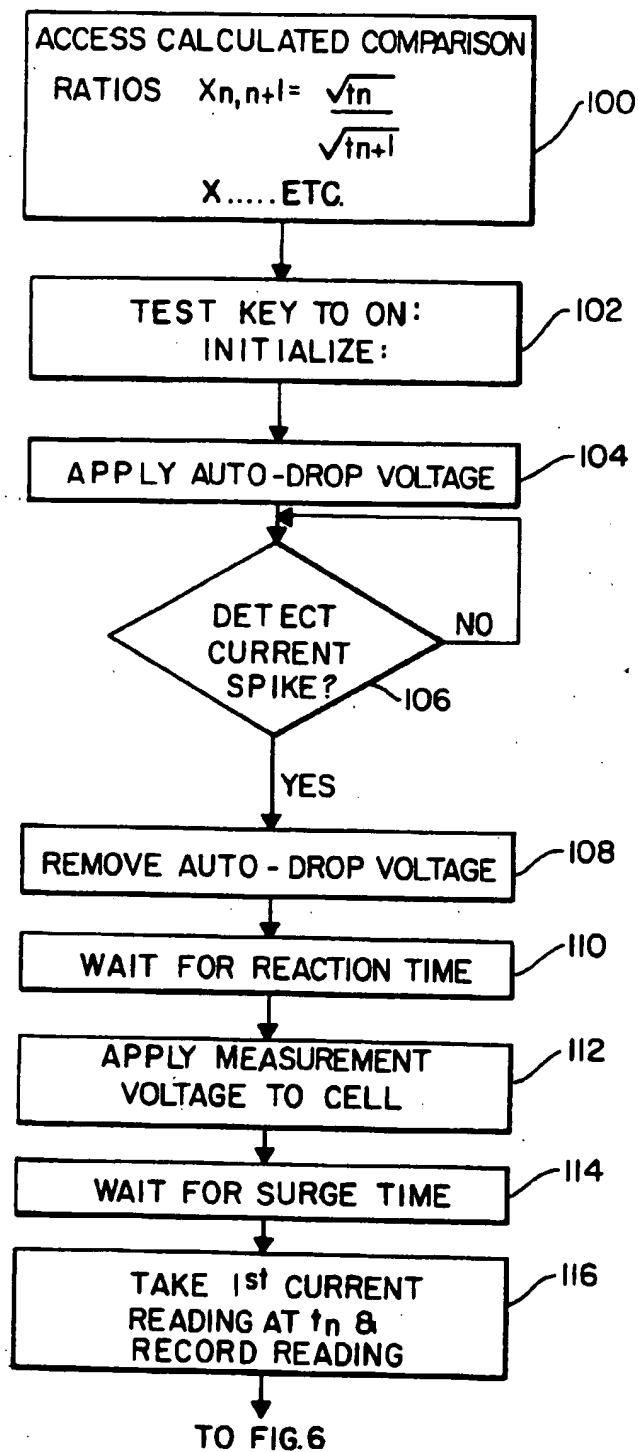 ACCESS CALCULATED COMPARISON
RATIOS Xn,n+1= √tn
√tn+1
X.....ETC.
100
TEST KEY TO ON:
INITIALIZE:
102
APPLY AUTO-DROP VOLTAGE
104
DETECT
CURRENT
SPIKE?
NO
106
YES
REMOVE AUTO-DROP VOLTAGE
108
WAIT FOR REACTION TIME
110
APPLY MEASUREMENT
VOLTAGE TO CELL
112
WAIT FOR SURGE TIME
114
TAKE 1st CURRENT
READING AT tn &
RECORD READING
116
TO FIG.6